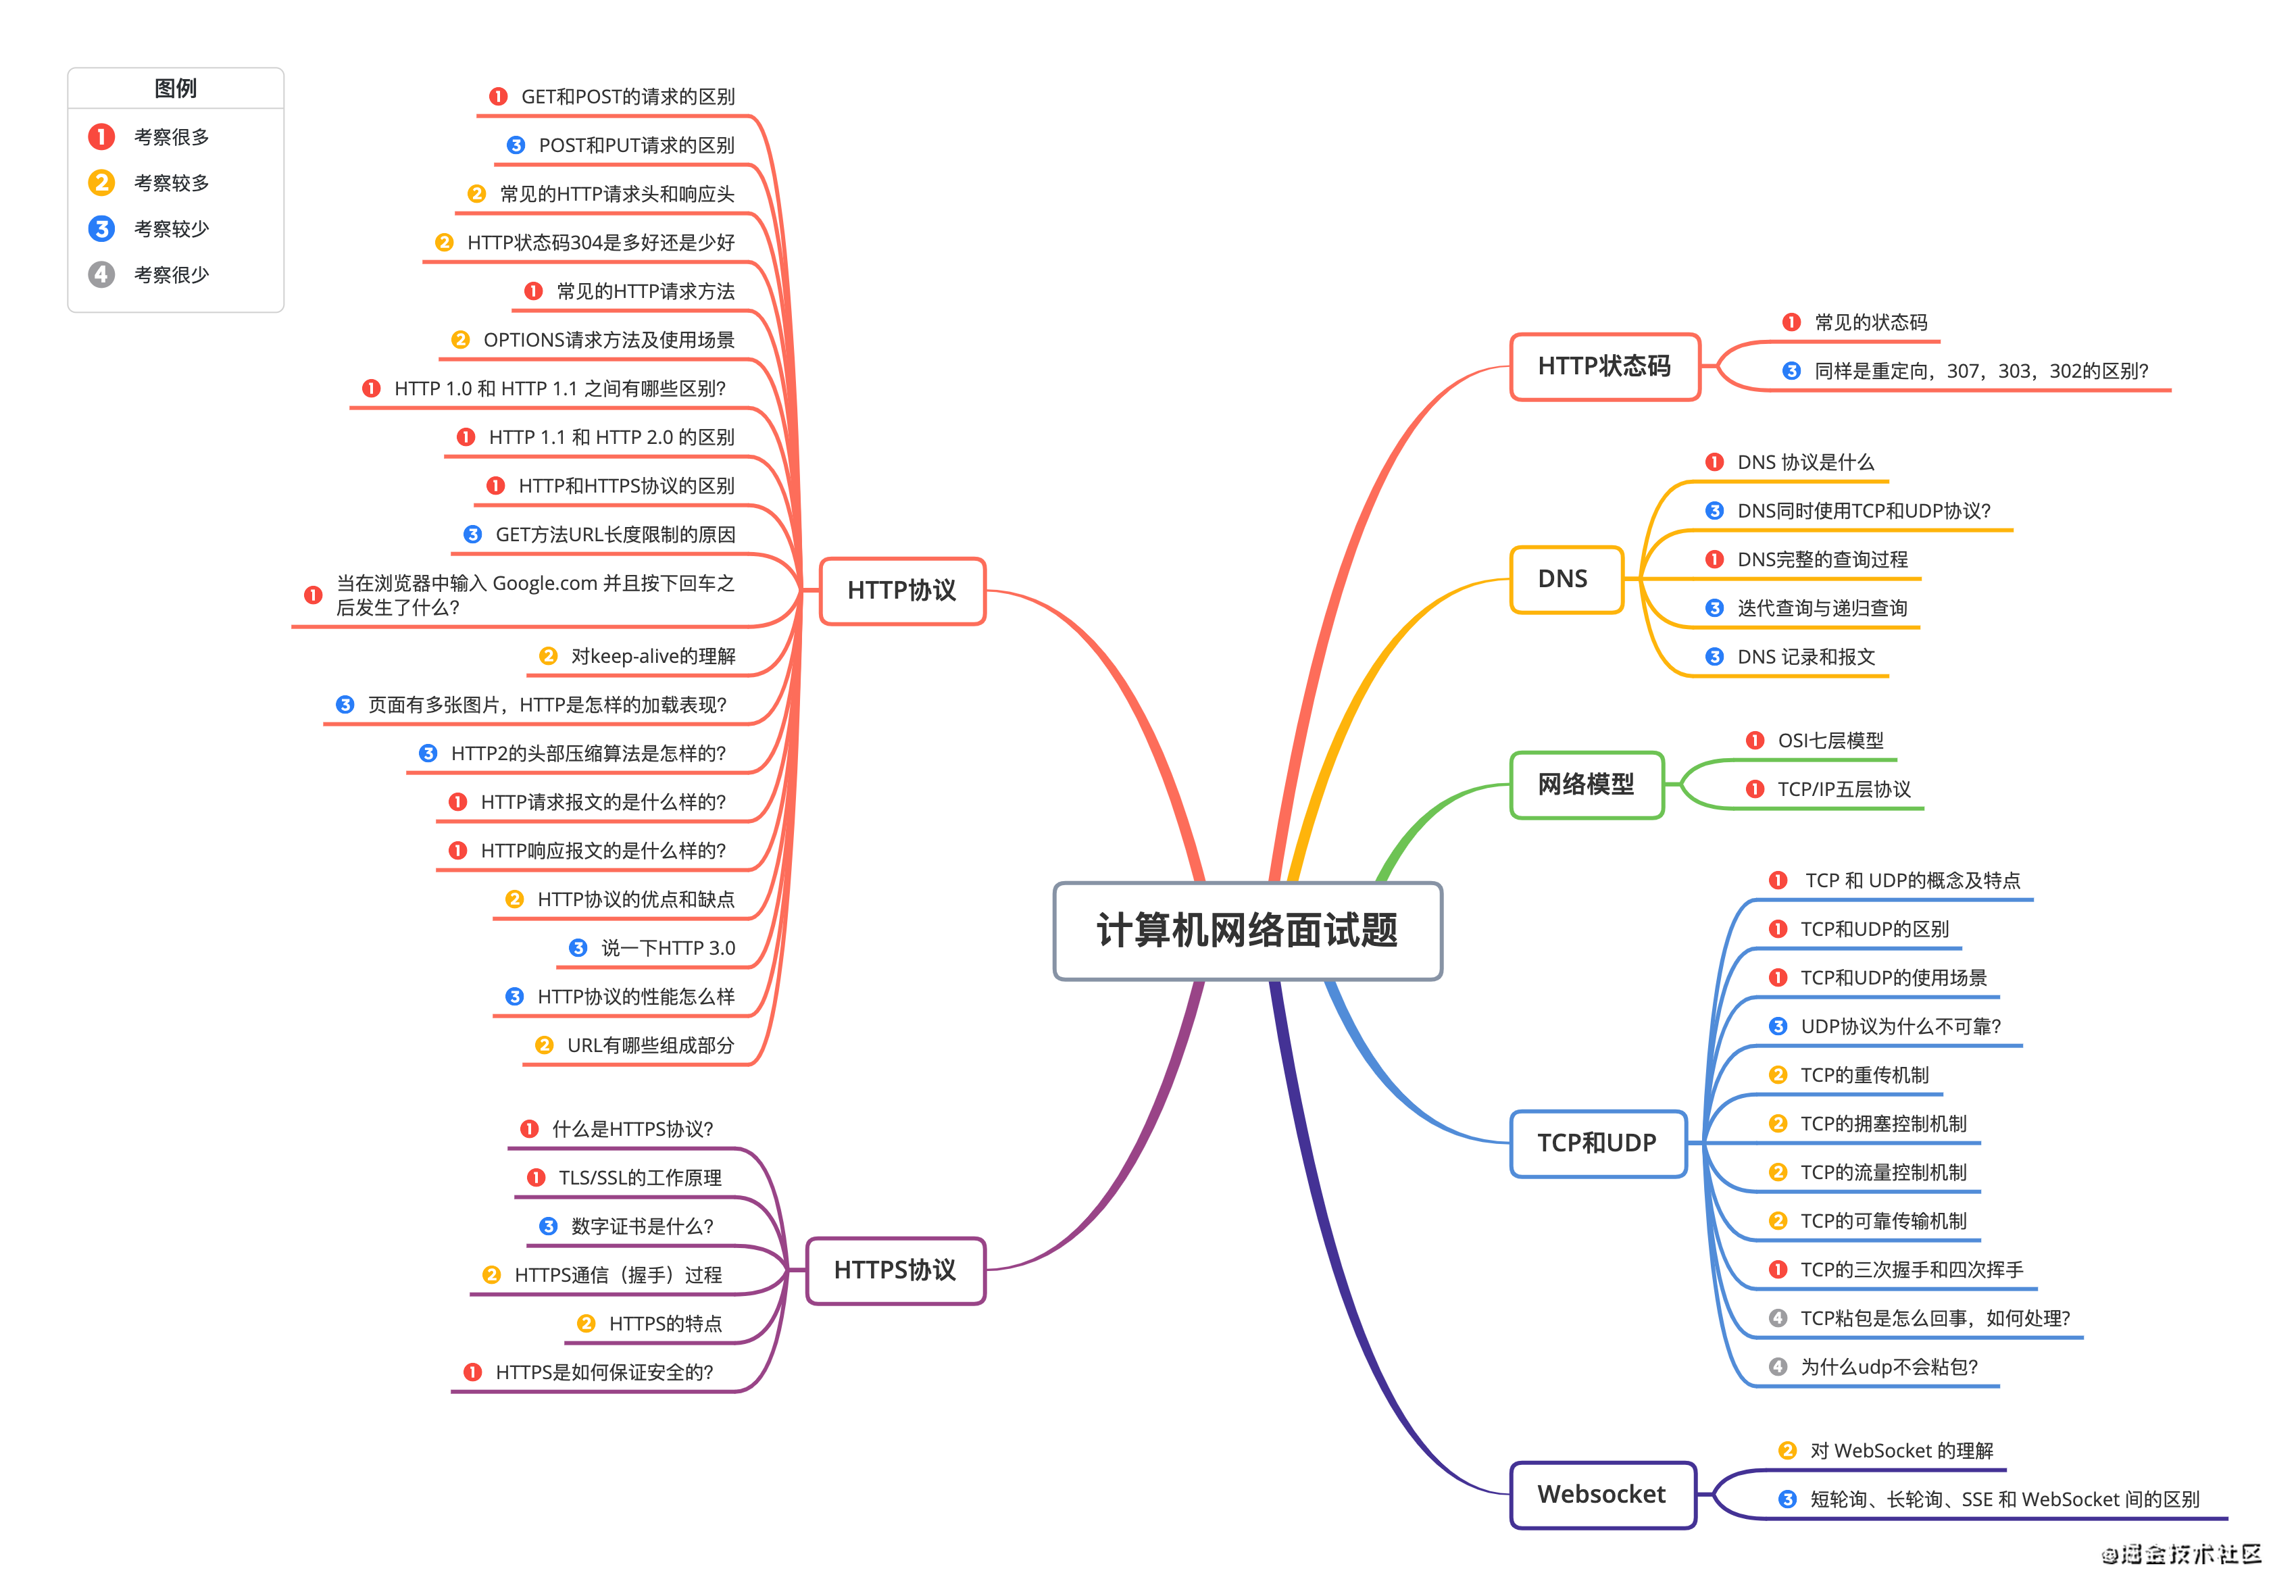 图例
1 考察很多
2 考察较多
3 考察较少
4 考察很少
计算机网络面试题
HTTP协议
1 GET和POST的请求的区别
3 POST和PUT请求的区别
2 常见的HTTP请求头和响应头
2 HTTP状态码304是多好还是少好
1 常见的HTTP请求方法
2 OPTIONS请求方法及使用场景
1 HTTP 1.0 和 HTTP 1.1 之间有哪些区别？
1 HTTP 1.1 和 HTTP 2.0 的区别
1 HTTP和HTTPS协议的区别
3 GET方法URL长度限制的原因
1 当在浏览器中输入 Google.com 并且按下回车之
后发生了什么？
2 对keep-alive的理解
3 页面有多张图片，HTTP是怎样的加载表现？
3 HTTP2的头部压缩算法是怎样的？
1 HTTP请求报文的是什么样的？
1 HTTP响应报文的是什么样的？
2 HTTP协议的优点和缺点
3 说一下HTTP 3.0
3 HTTP协议的性能怎么样
2 URL有哪些组成部分
HTTPS协议
1 什么是HTTPS协议？
1 TLS/SSL的工作原理
3 数字证书是什么？
2 HTTPS通信（握手）过程
2 HTTPS的特点
1 HTTPS是如何保证安全的？
HTTP状态码
1 常见的状态码
3 同样是重定向，307，303，302的区别？
DNS
1 DNS 协议是什么
3 DNS同时使用TCP和UDP协议？
1 DNS完整的查询过程
3 迭代查询与递归查询
3 DNS 记录和报文
网络模型
1 OSI七层模型
1 TCP/IP五层协议
TCP和UDP
1 TCP 和 UDP的概念及特点
1 TCP和UDP的区别
1 TCP和UDP的使用场景
3 UDP协议为什么不可靠？
2 TCP的重传机制
2 TCP的拥塞控制机制
2 TCP的流量控制机制
2 TCP的可靠传输机制
1 TCP的三次握手和四次挥手
4 TCP粘包是怎么回事，如何处理？
4 为什么udp不会粘包？
Websocket
2 对 WebSocket 的理解
3 短轮询、长轮询、SSE 和 WebSocket 间的区别
@掘金技术社区